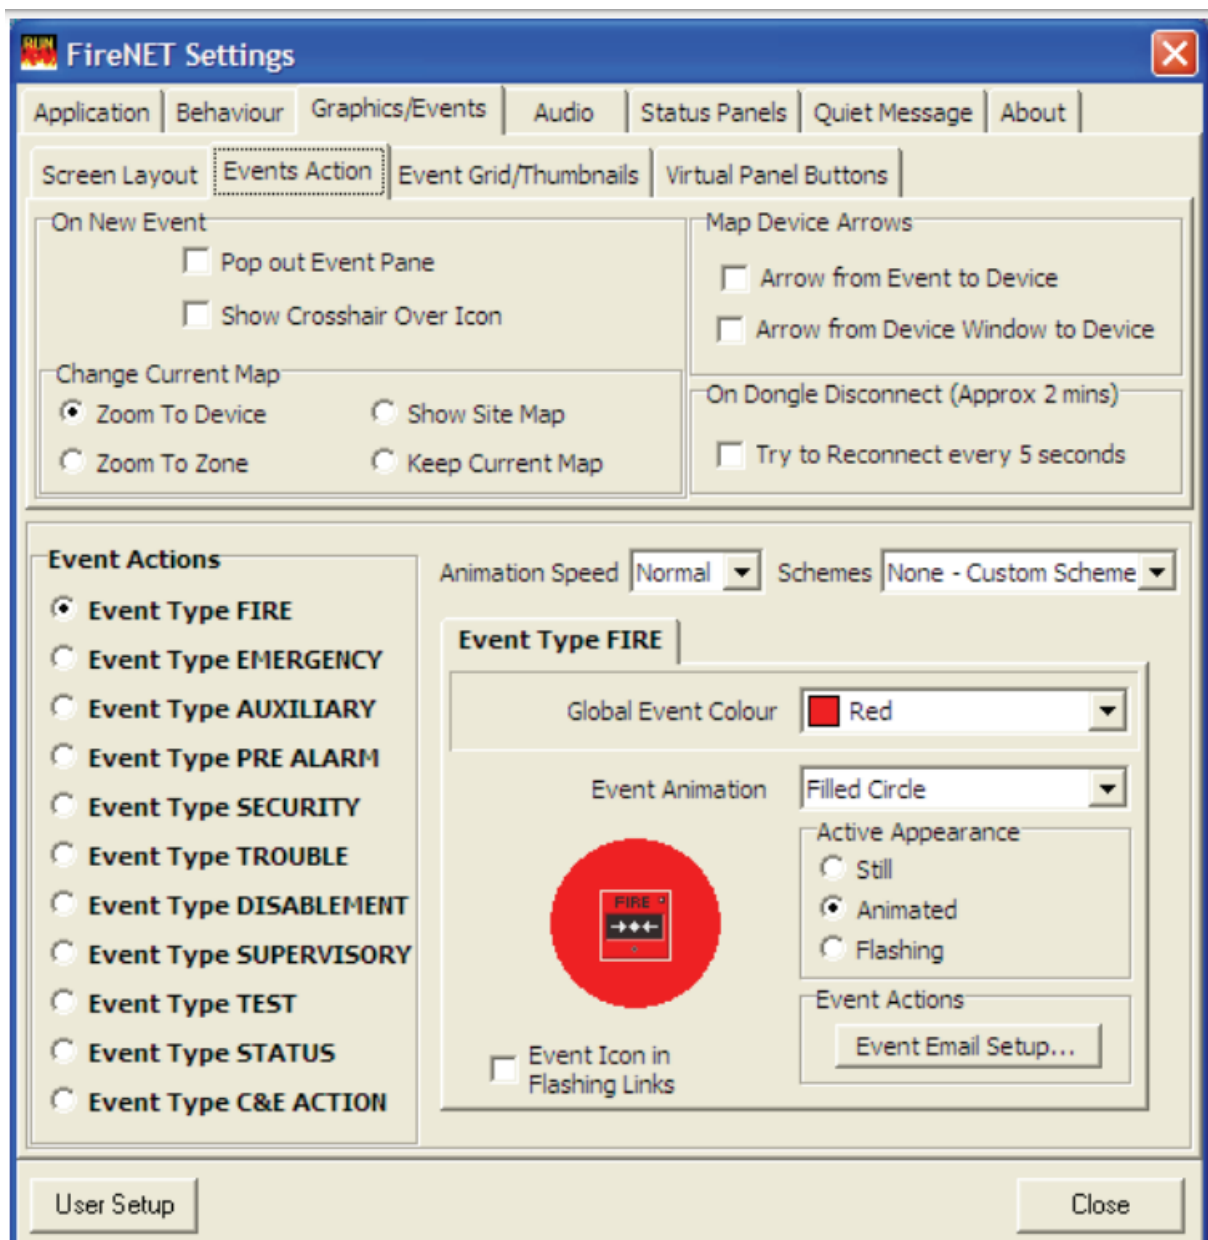 RUN
FireNET Settings
Application Behaviour Graphics/Events Audio Status Panels Quiet Message About
Screen Layout Events Action Event Grid/Thumbnails Virtual Panel Buttons
On New Event
Pop out Event Pane
Show Crosshair Over Icon
Change Current Map
Zoom To Device Show Site Map
Zoom To Zone Keep Current Map
Map Device Arrows
Arrow from Event to Device
Arrow from Device Window to Device
On Dongle Disconnect (Approx 2 mins)
Try to Reconnect every 5 seconds
Event Actions
Event Type FIRE
Event Type EMERGENCY
Event Type AUXILIARY
Event Type PRE ALARM
Event Type SECURITY
Event Type TROUBLE
Event Type DISABLEMENT
Event Type SUPERVISORY
Event Type TEST
Event Type STATUS
Event Type C&E ACTION
Animation Speed Normal Schemes None - Custom Scheme
Event Type FIRE
Global Event Colour Red
Event Animation Filled Circle
FIRE
Active Appearance
Still
Animated
Flashing
Event Actions
Event Email Setup...
Event Icon in
Flashing Links
User Setup Close